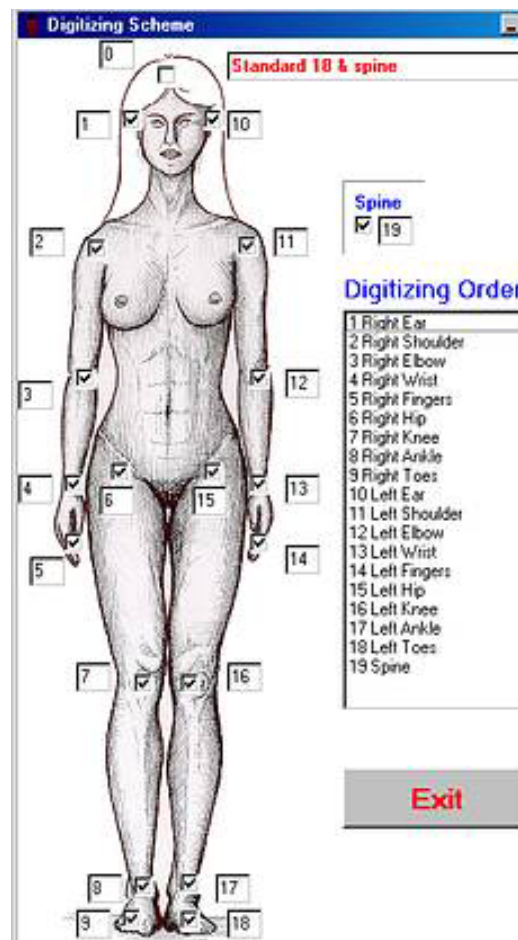 Digitizing Scheme
0
Standard 18 & spine
1
10
Spine
19
2
11
Digitizing Order
1 Right Ear
2 Right Shoulder
3 Right Elbow
4 Right Wrist
5 Right Fingers
6 Right Hip
7 Right Knee
8 Right Ankle
9 Right Toes
10 Left Ear
11 Left Shoulder
12 Left Elbow
13 Left Wrist
14 Left Fingers
15 Left Hip
16 Left Knee
17 Left Ankle
18 Left Toes
19 Spine
3
12
4
6
15
13
5
14
7
16
Exit
8
17
9
18